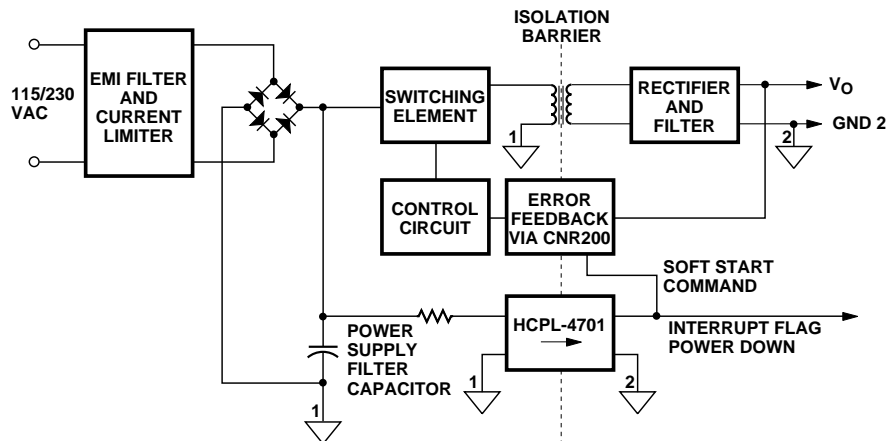 ISOLATION
BARRIER
115/230
VAC
EMI FILTER
AND
CURRENT
LIMITER
SWITCHING
ELEMENT
1
RECTIFIER
AND
FILTER
VO
GND 2
2
CONTROL
CIRCUIT
ERROR
FEEDBACK
VIA CNR200
SOFT START
COMMAND
POWER
SUPPLY
FILTER
CAPACITOR
HCPL-4701
INTERRUPT FLAG
POWER DOWN
1
1
2